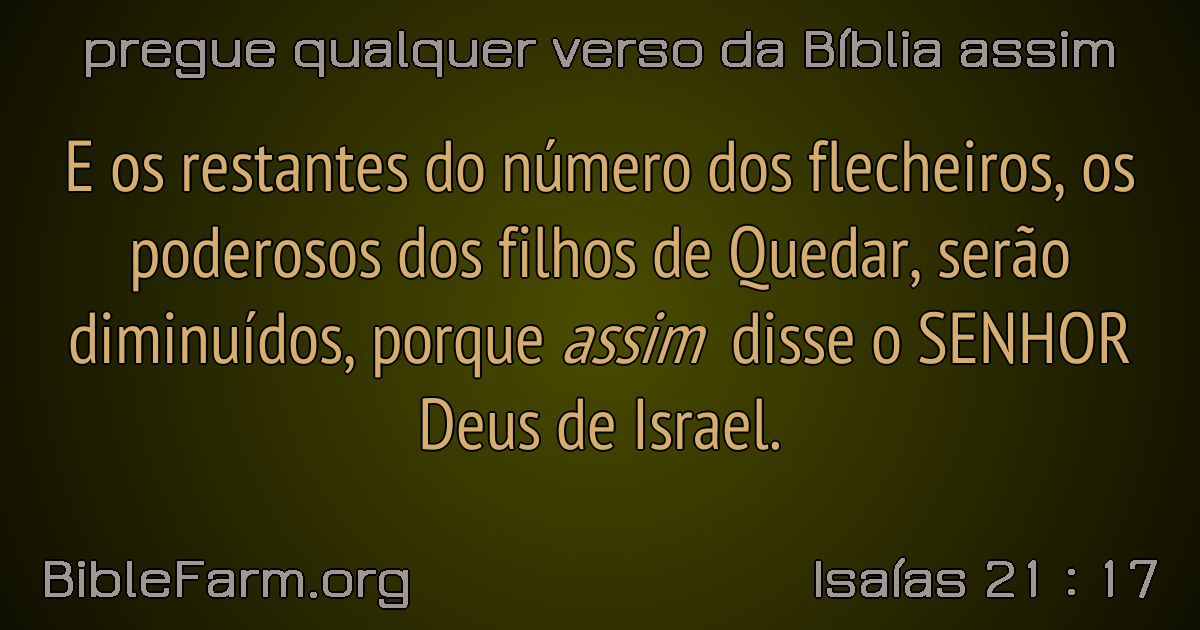 pregue qualquer verso da Bíblia assim
E os restantes do número dos flecheiros, os
poderosos dos filhos de Quedar, serão
diminuídos, porque assim disse o SENHOR
Deus de Israel.
BibleFarm.org
Isaías 21 : 17